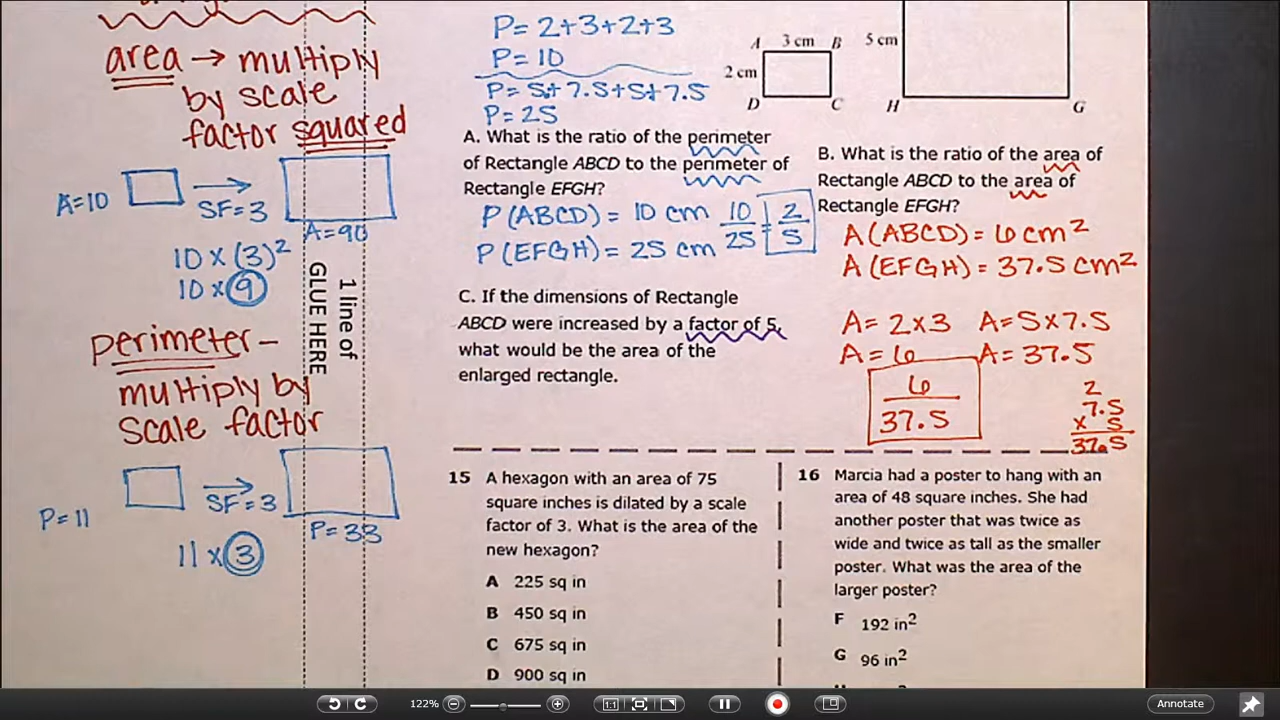 area → multiply
by scale
factor squared
A=10
SF=3
A=90
10 x (3)²
10 x 9
1 line of
GLUE HERE
perimeter-
multiply by
scale factor
P=11
SF=3
P=33
11 x 3
P= 2+3+2+3
P= 10
P= 5+ 7.5+5+7.5
P= 25
A 3 cm B
2 cm
D C
5 cm
H G
A. What is the ratio of the perimeter
of Rectangle ABCD to the perimeter of
Rectangle EFGH?
P (ABCD) = 10 cm 10/25 = 2/5
P (EFGH) = 25 cm
B. What is the ratio of the area of
Rectangle ABCD to the area of
Rectangle EFGH?
A (ABCD) = 6 cm²
A (EFGH) = 37.5 cm²
C. If the dimensions of Rectangle
ABCD were increased by a factor of 5,
what would be the area of the
enlarged rectangle.
A= 2x3 A= 5x7.5
A= 6 A= 37.5
6
37.5
2
7.5
x 5
37.5
15 A hexagon with an area of 75
square inches is dilated by a scale
factor of 3. What is the area of the
new hexagon?
A 225 sq in
B 450 sq in
C 675 sq in
D 900 sq in
16 Marcia had a poster to hang with an
area of 48 square inches. She had
another poster that was twice as
wide and twice as tall as the smaller
poster. What was the area of the
larger poster?
F 192 in²
G 96 in²
122%
1:1
Annotate